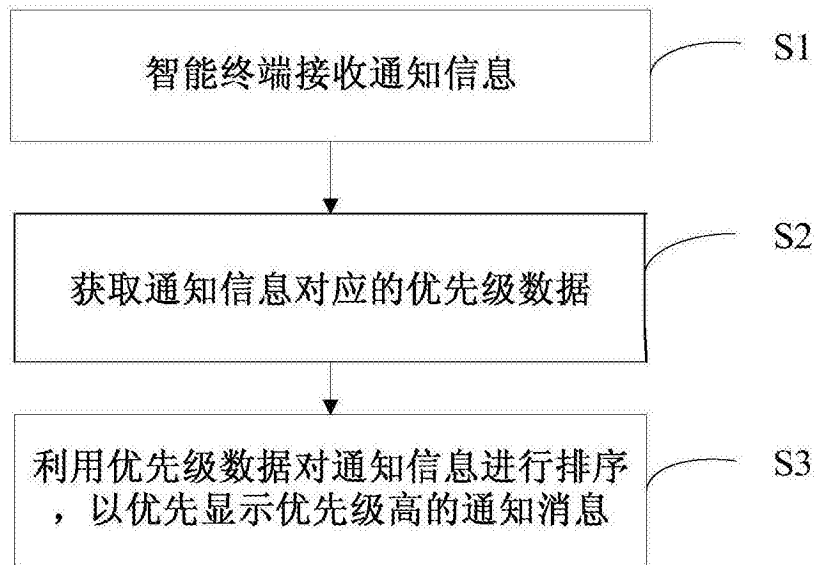 智能终端接收通知信息
S1
获取通知信息对应的优先级数据
S2
利用优先级数据对通知信息进行排序
，以优先显示优先级高的通知消息
S3